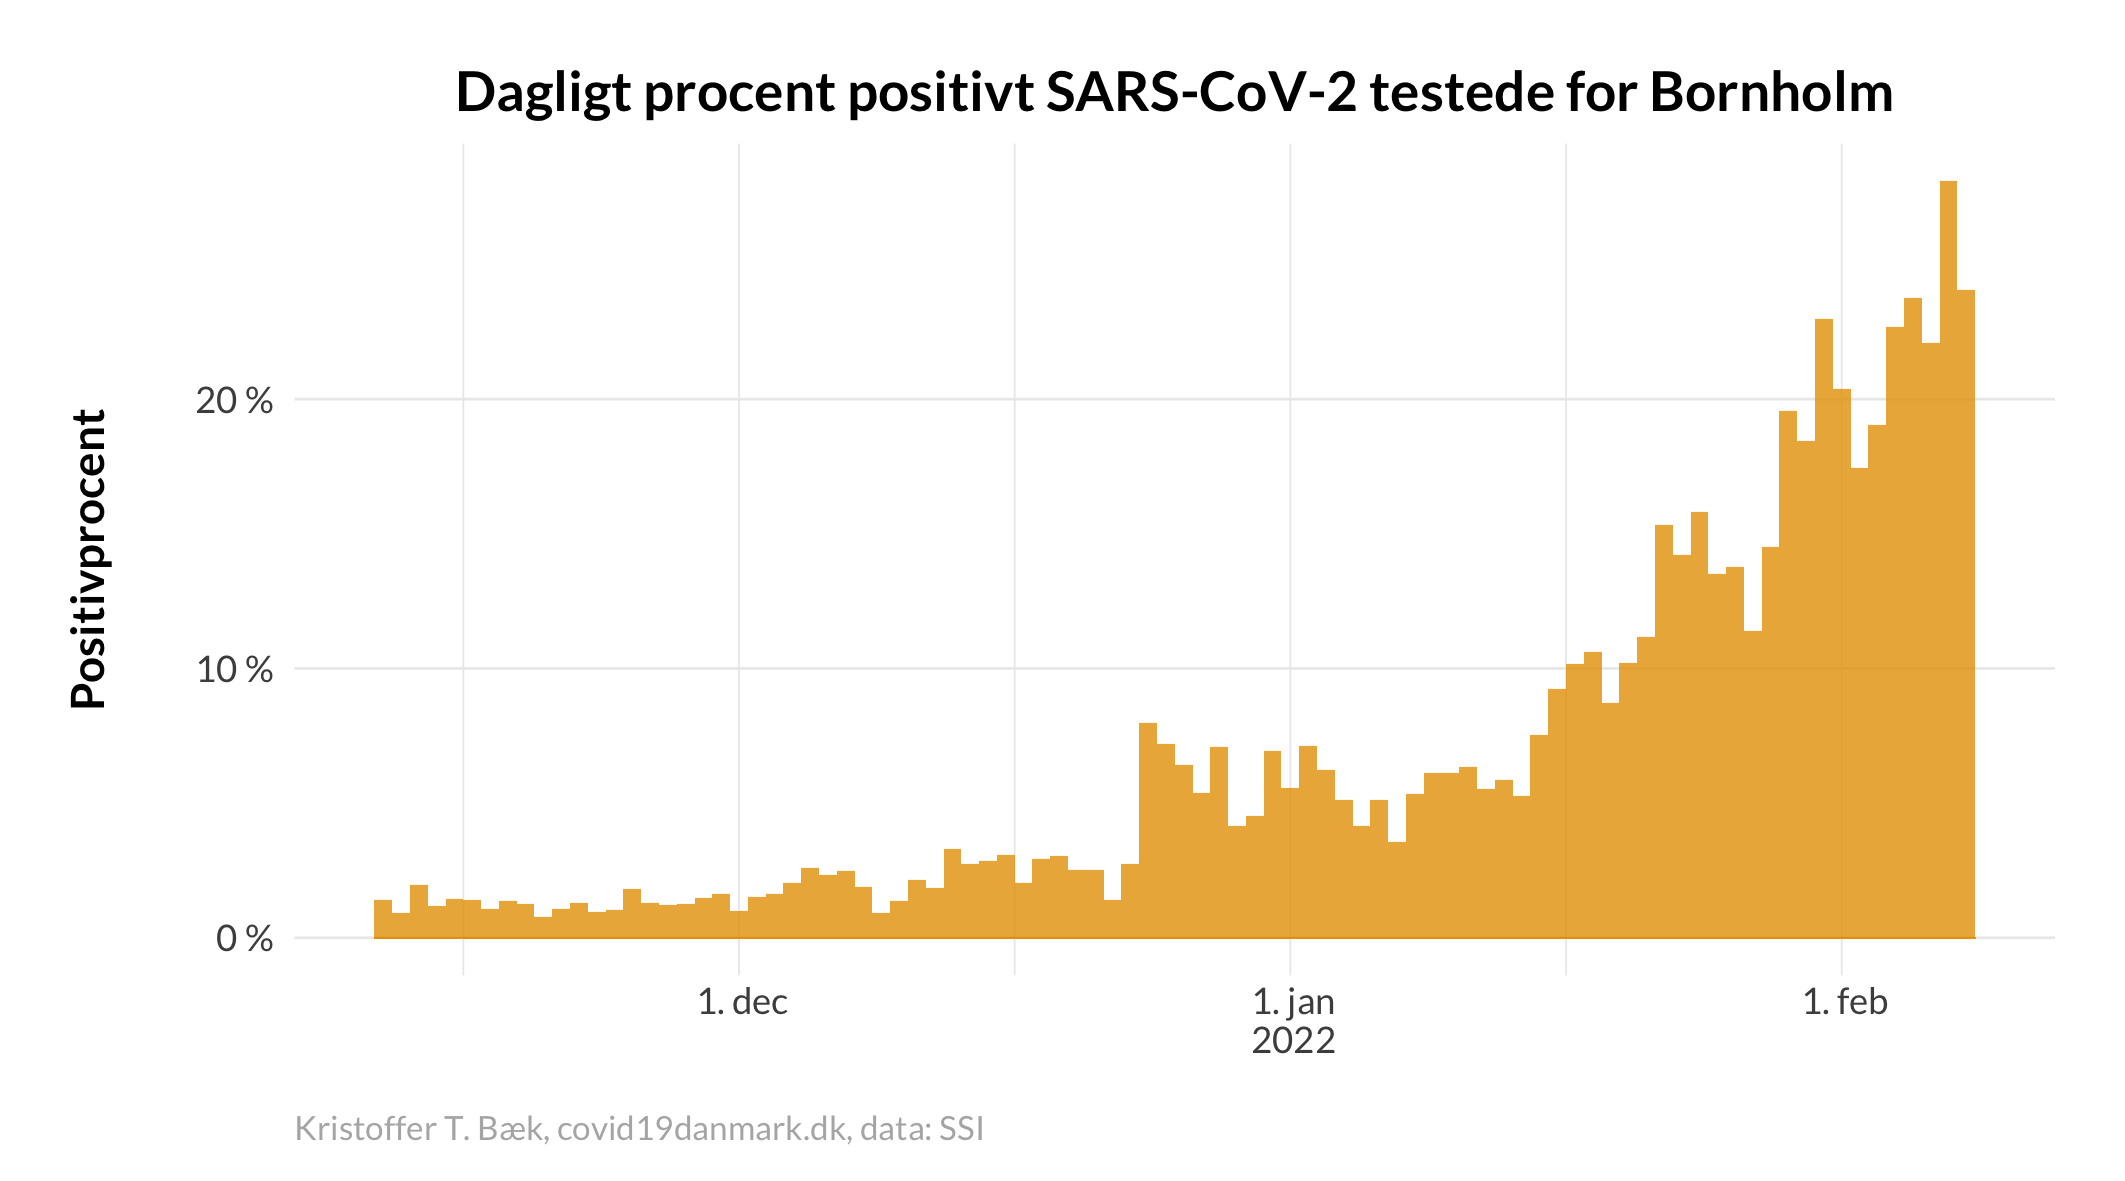 Dagligt procent positivt SARS-CoV-2 testede for Bornholm
Positivprocent
20 %
10 %
0 %
1. dec
1. jan
2022
1. feb
Kristoffer T. Bæk, covid19danmark.dk, data: SSI